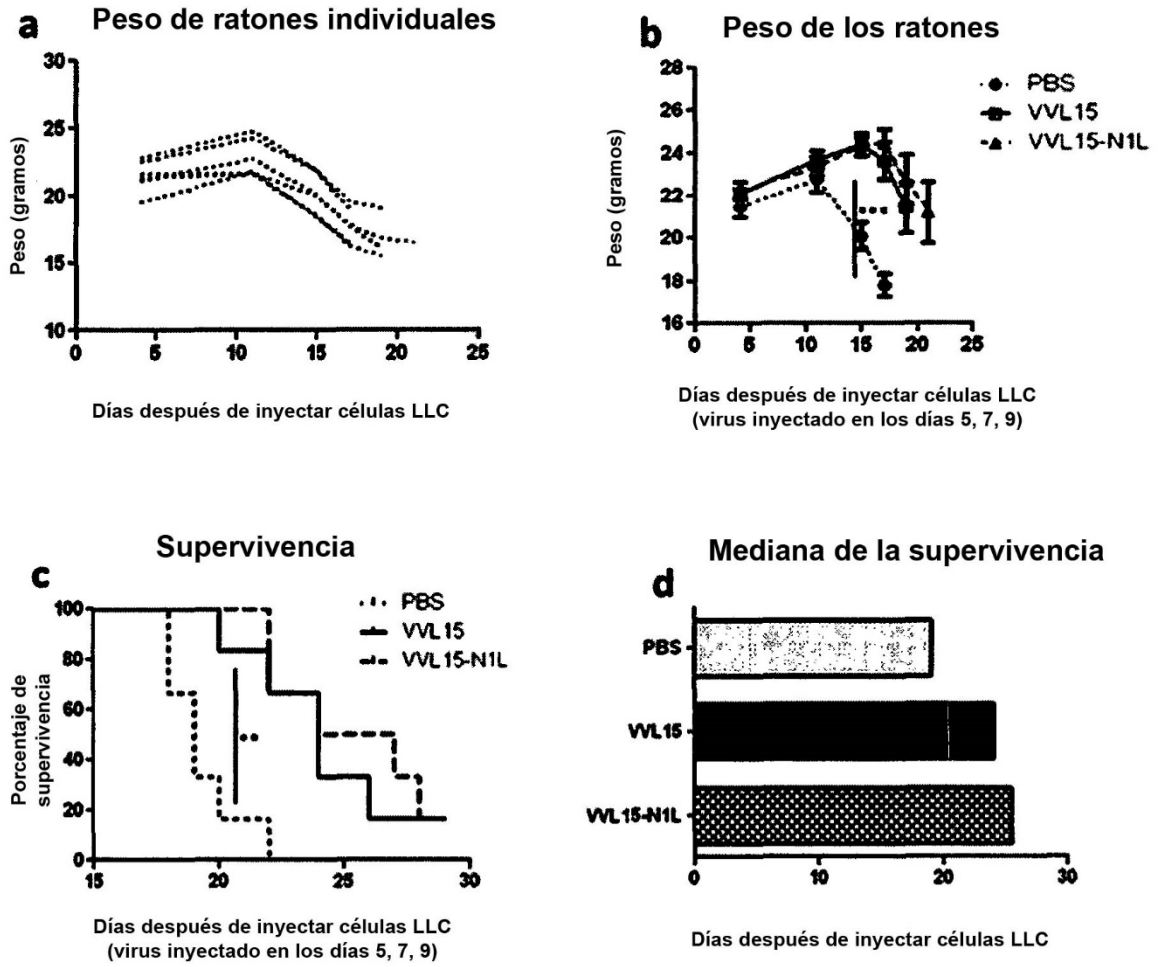 a
Peso de ratones individuales
30
25
20
15
10
0
5
10
15
20
25
Peso (gramos)
Días después de inyectar células LLC
b
Peso de los ratones
28
26
24
22
20
18
16
0
5
10
15
20
25
Peso (gramos)
PBS
VVL15
VVL15-N1L
Días después de inyectar células LLC
(virus inyectado en los días 5, 7, 9)
c
Supervivencia
100
80
60
40
20
0
15
20
25
30
Porcentaje de
supervivencia
PBS
VVL15
VVL15-N1L
Días después de inyectar células LLC
(virus inyectado en los días 5, 7, 9)
d
Mediana de la supervivencia
PBS
VVL15
VVL15-N1L
0
10
20
30
Días después de inyectar células LLC